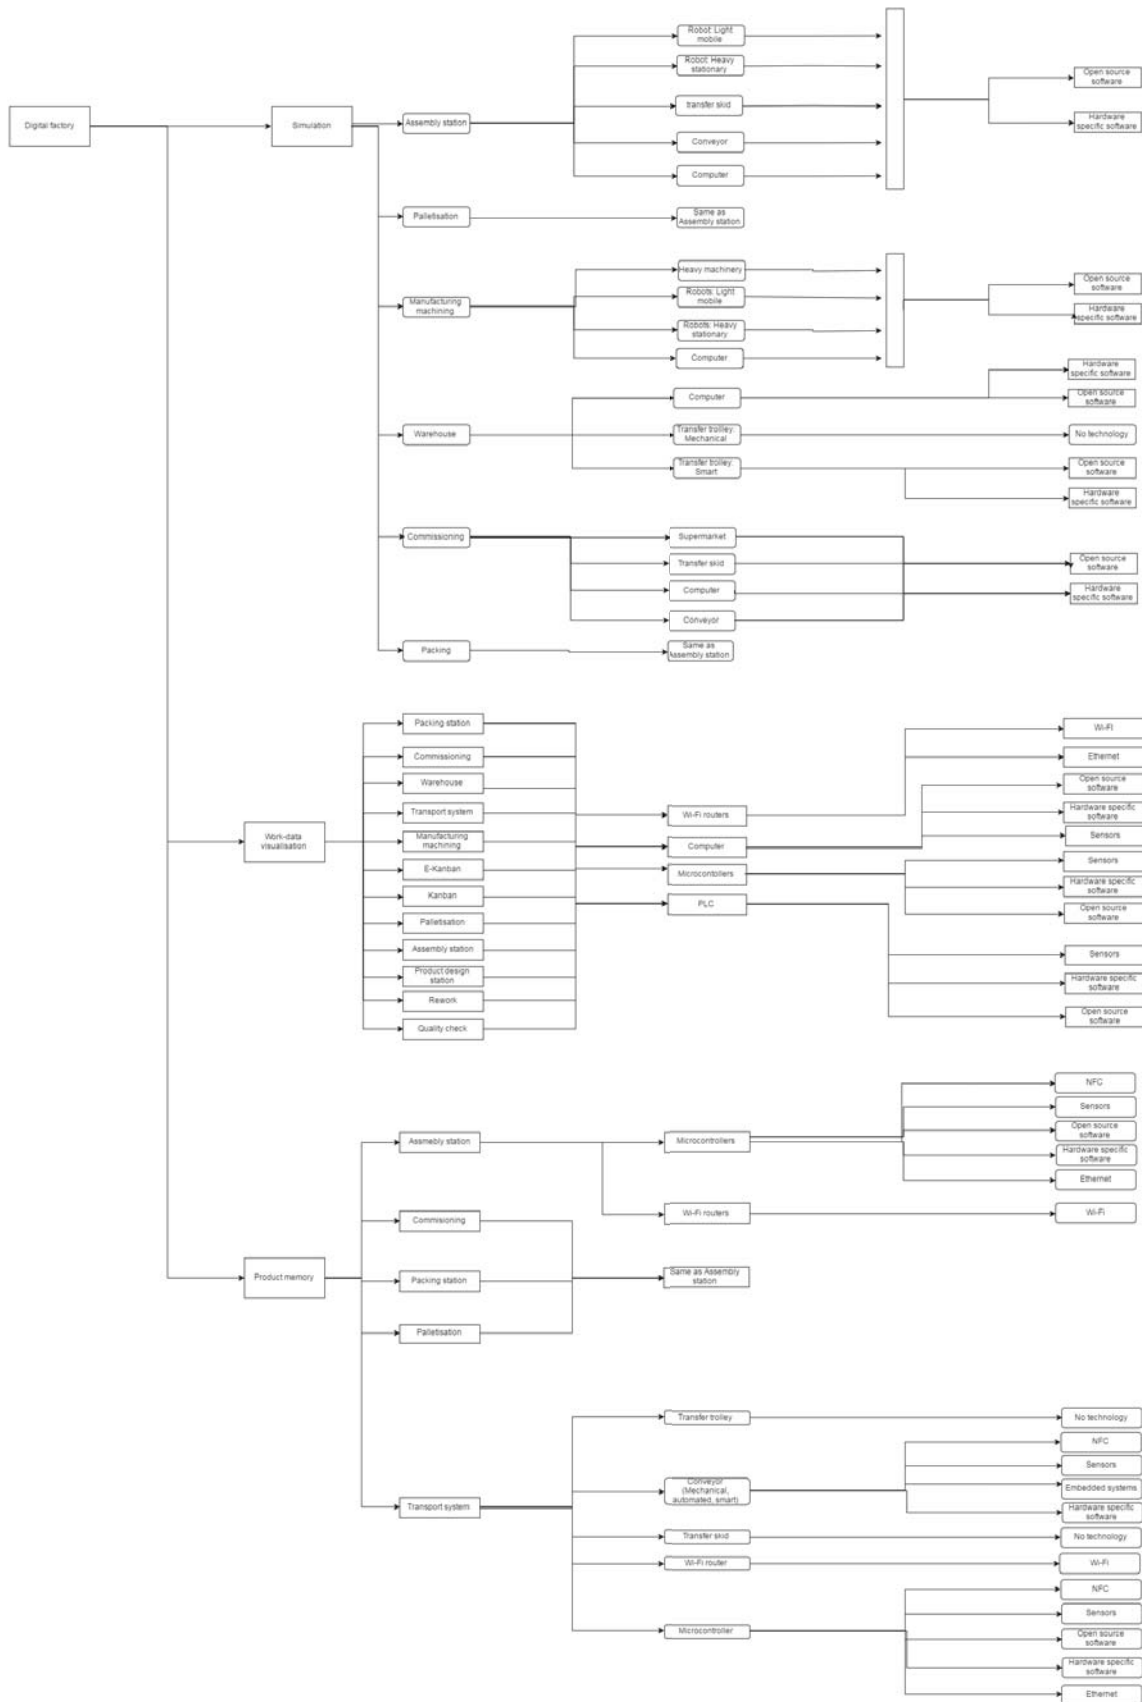 Digital factory
Simulation
Assembly station
Robot: Light
mobile
Robot: Heavy
stationary
transfer skid
Conveyor
Computer
Open source
software
Hardware
specific software
Palletisation
Same as
Assembly station
Manufacturing
machining
Heavy machinery
Robots: Light
mobile
Robots: Heavy
stationary
Computer
Open source
software
Hardware
specific software
Warehouse
Computer
Hardware
specific software
Open source
software
Transfer trolley:
Mechanical
No technology
Transfer trolley:
Smart
Open source
software
Hardware
specific software
Commissioning
Supermarket
Transfer skid
Computer
Conveyor
Open source
software
Hardware
specific software
Packing
Same as
Assembly station
Work-data
visualisation
Packing station
Commissioning
Warehouse
Transport system
Manufacturing
machining
E-Kanban
Kanban
Palletisation
Assembly station
Product design
station
Rework
Quality check
Wi-Fi routers
Computer
Microcontollers
PLC
Wi-Fi
Ethernet
Open source
software
Hardware specific
software
Sensors
Sensors
Hardware specific
software
Open source
software
Sensors
Hardware specific
software
Open source
software
Product memory
Assmebly station
Microcontrollers
NFC
Sensors
Open source
software
Hardware specific
software
Ethernet
Wi-Fi routers
Wi-Fi
Commisioning
Packing station
Palletisation
Same as Assembly
station
Transport system
Transfer trolley
No technology
Conveyor
(Mechanical,
automated, smart)
NFC
Sensors
Embedded systems
Hardware specific
software
Transfer skid
No technology
Wi-Fi router
Wi-Fi
Microcontroller
NFC
Sensors
Open source
software
Hardware specific
software
Ethernet